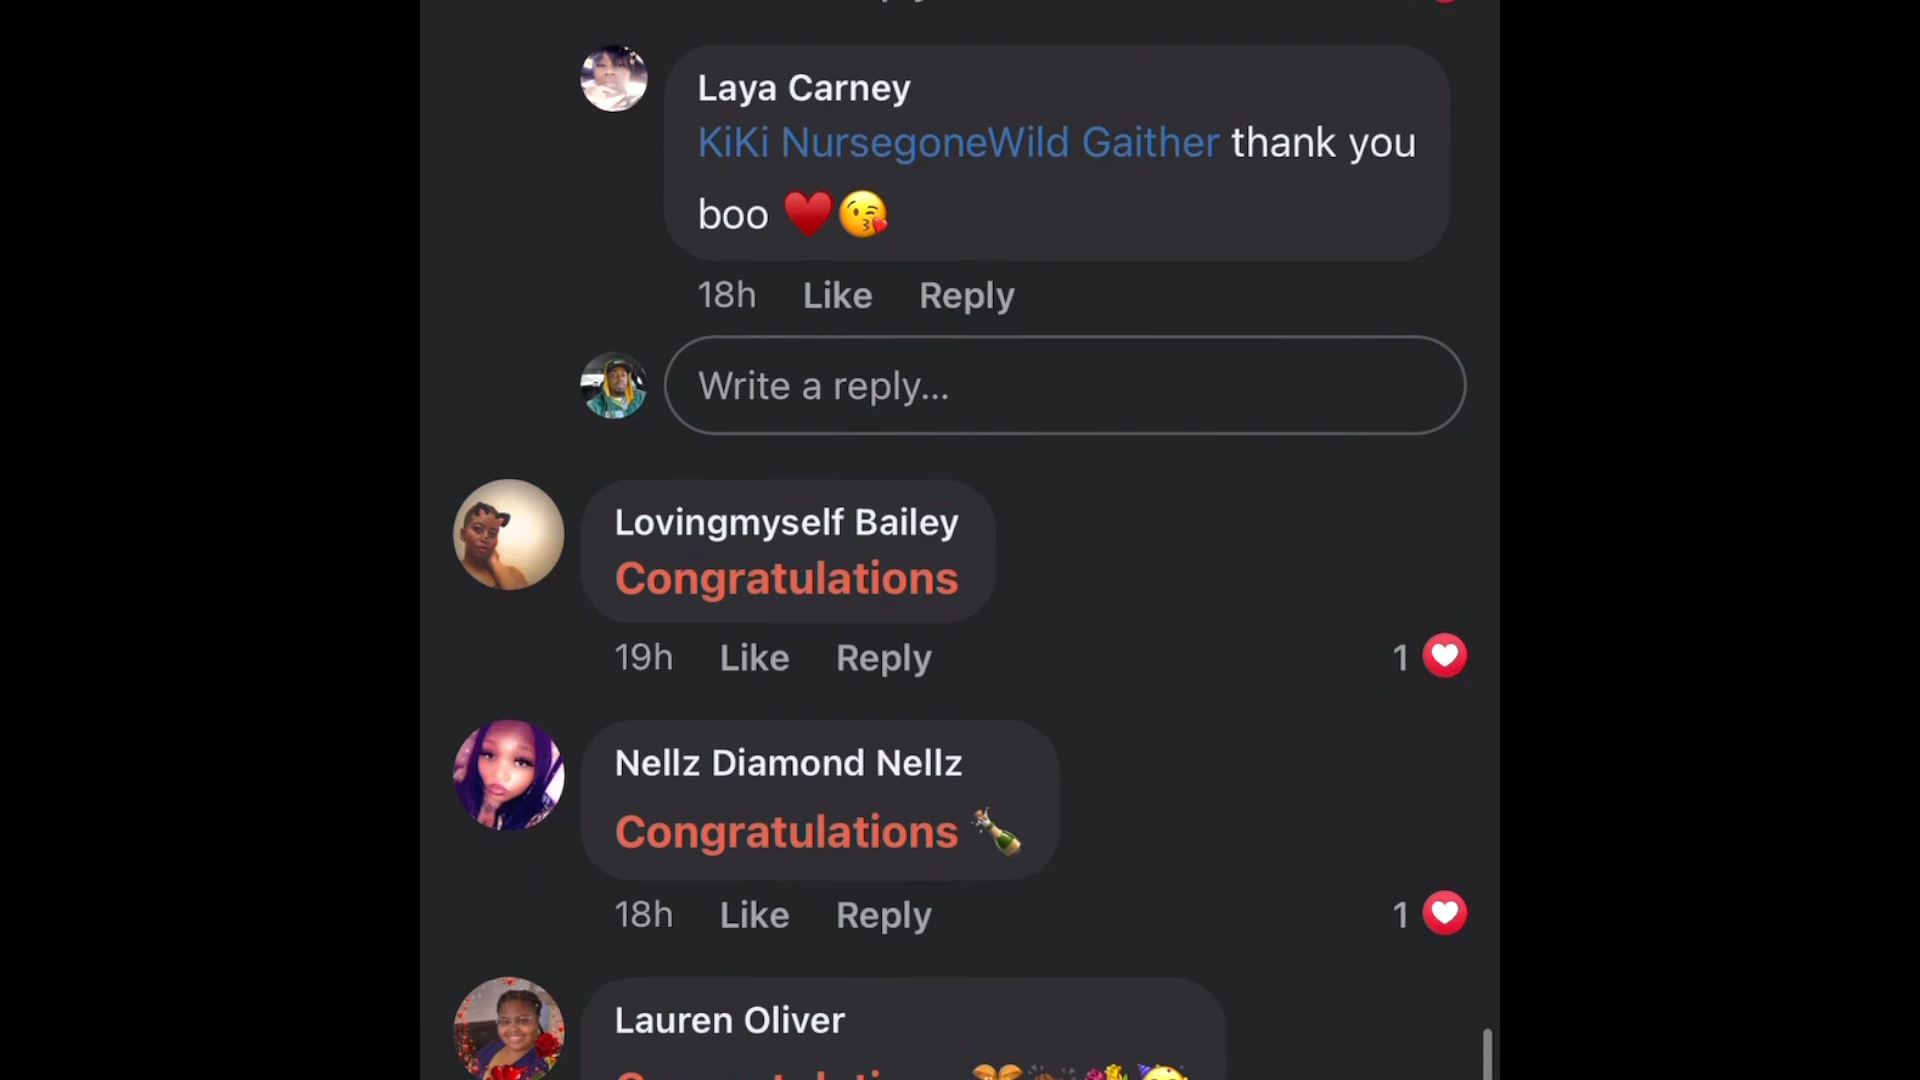 Laya Carney
KiKi NursegoneWild Gaither thank you
boo ♥️😘
18h Like Reply
Write a reply...
Lovingmyself Bailey
Congratulations
19h Like Reply 1
Nellz Diamond Nellz
Congratulations 🍾
18h Like Reply 1
Lauren Oliver